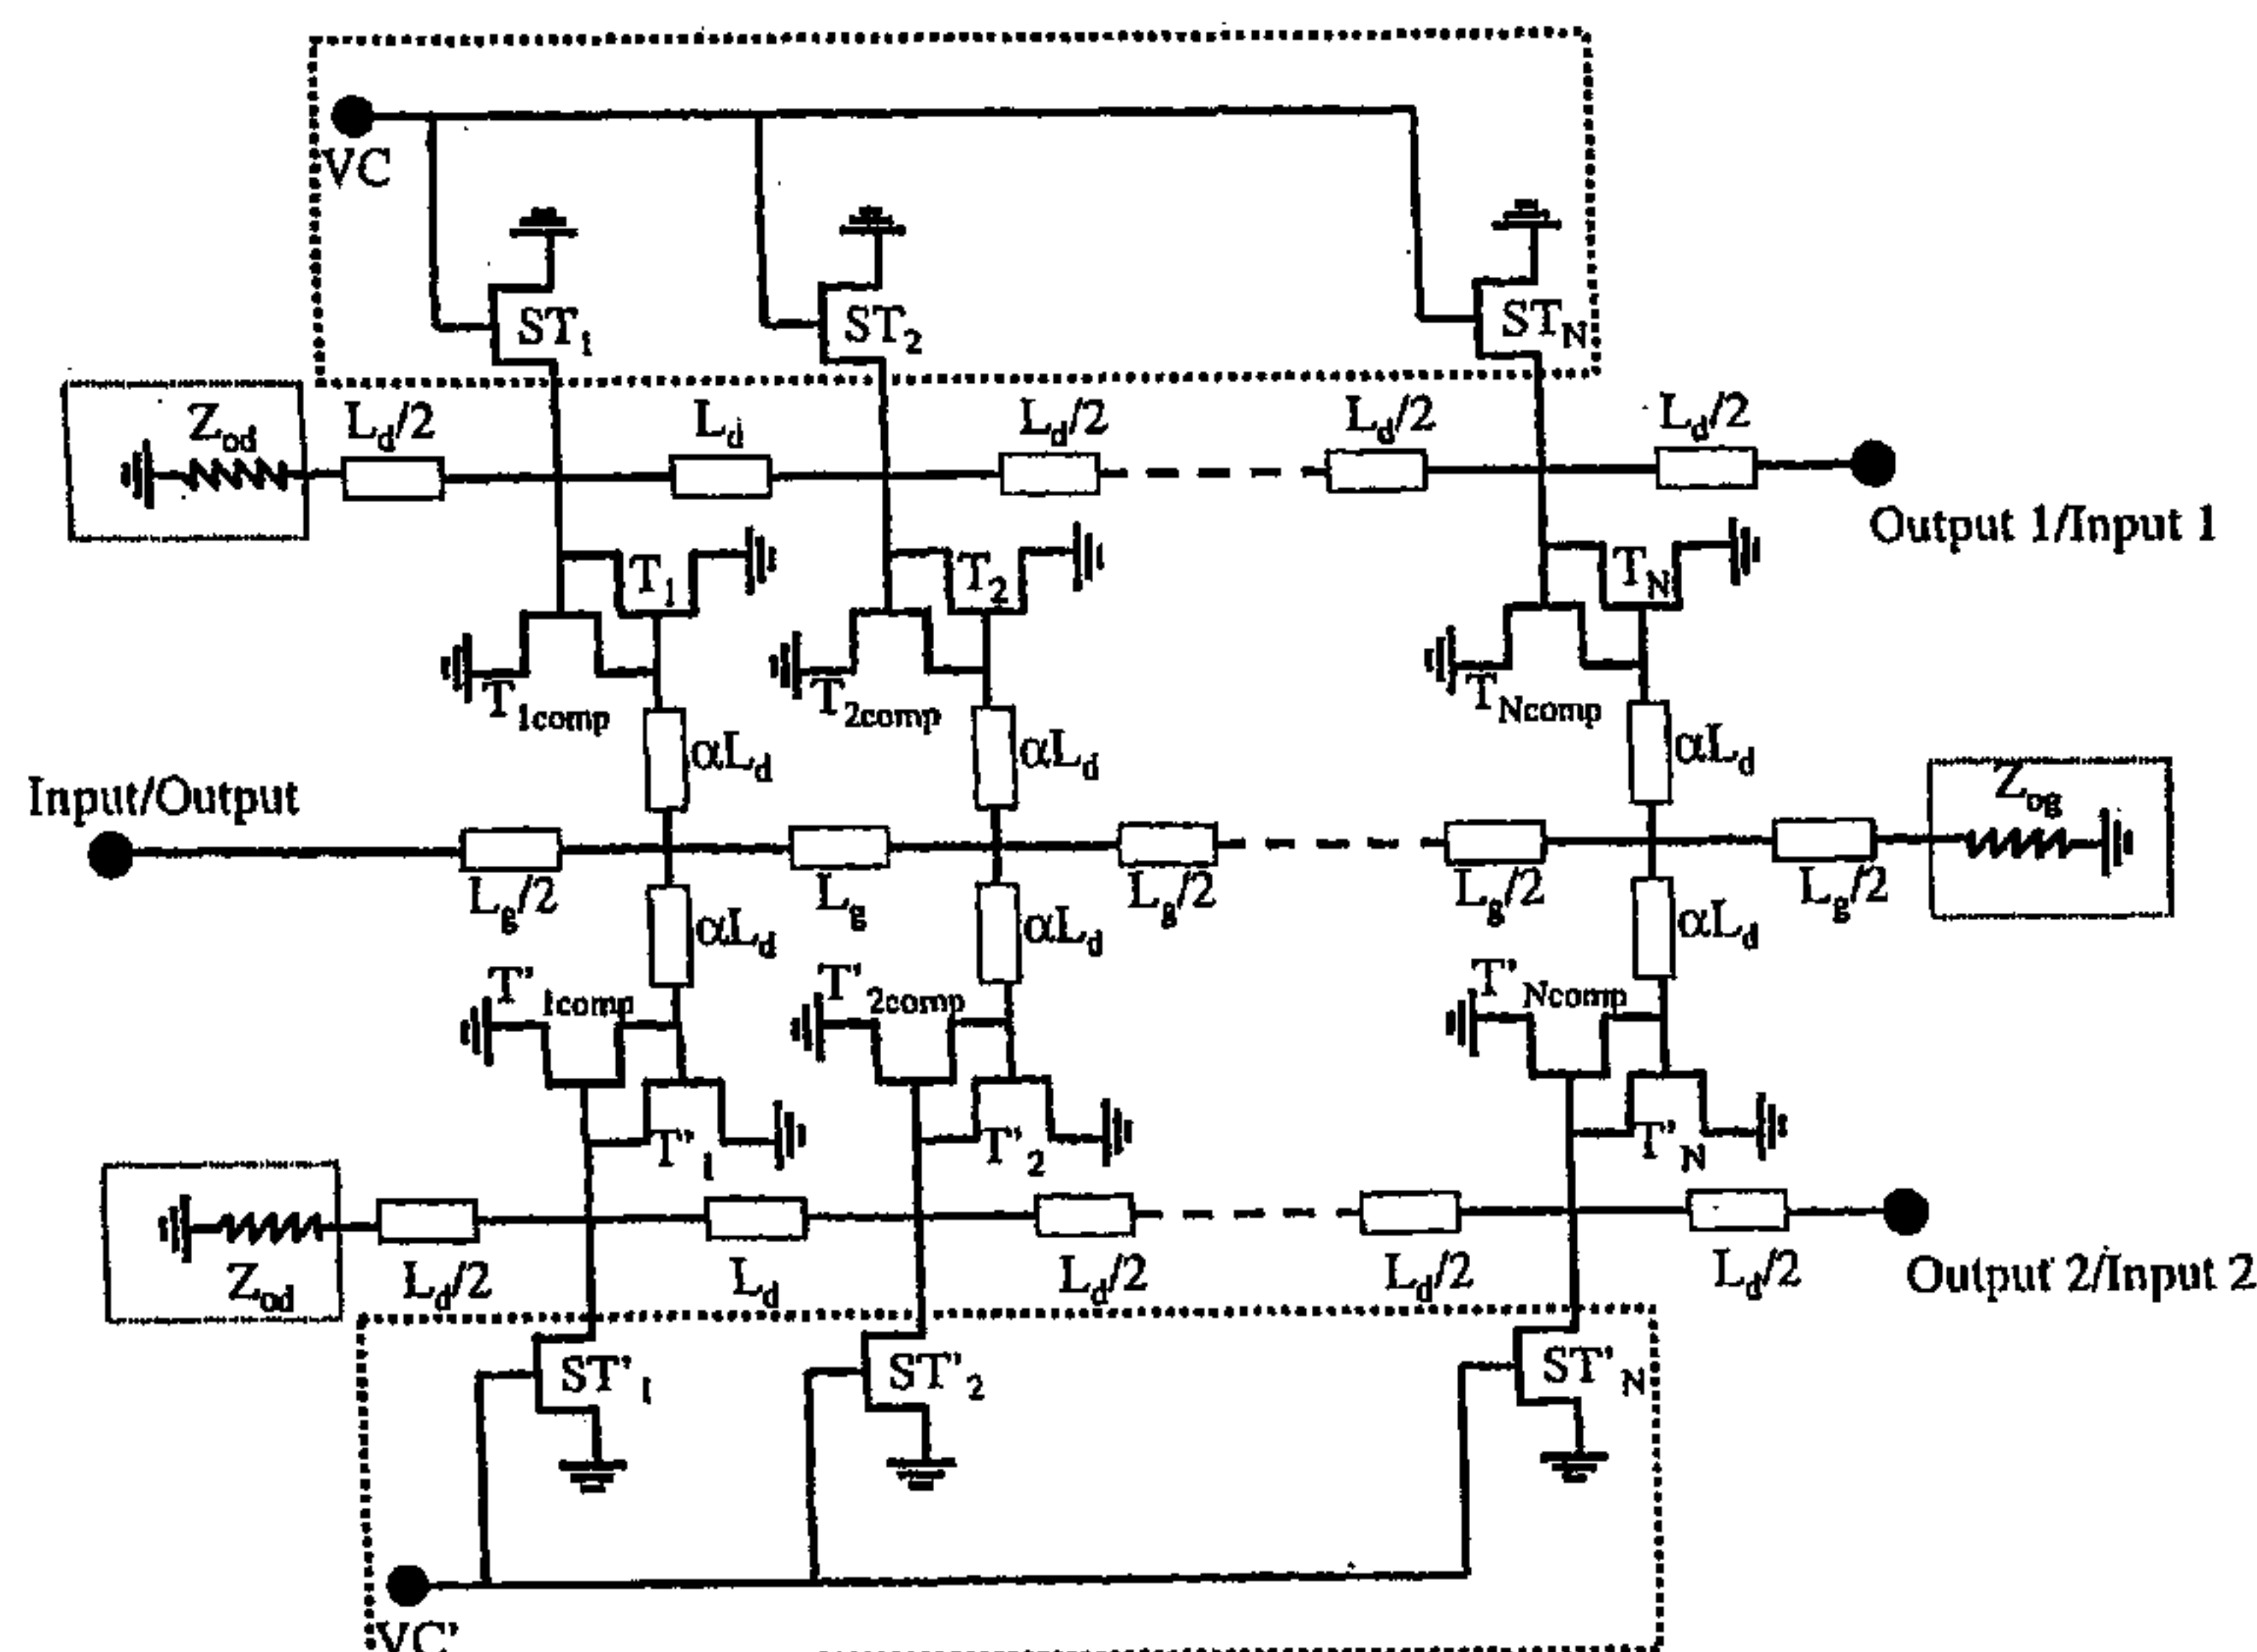 VC
ST1 ST2 STN
Zod Ld/2 Ld Ld/2 Ld/2 Ld/2
Output 1/Input 1
T1 T2 TN
T1comp T2comp TNcomp
αLd αLd αLd
Input/Output
Zog
Lg/2 Lg Lg/2 Lg/2 Lg/2
αLd αLd αLd
T'1comp T'2comp T'Ncomp
T'1 T'2 T'N
Zod Ld/2 Ld Ld/2 Ld/2 Ld/2
Output 2/Input 2
ST'1 ST'2 ST'N
VC'